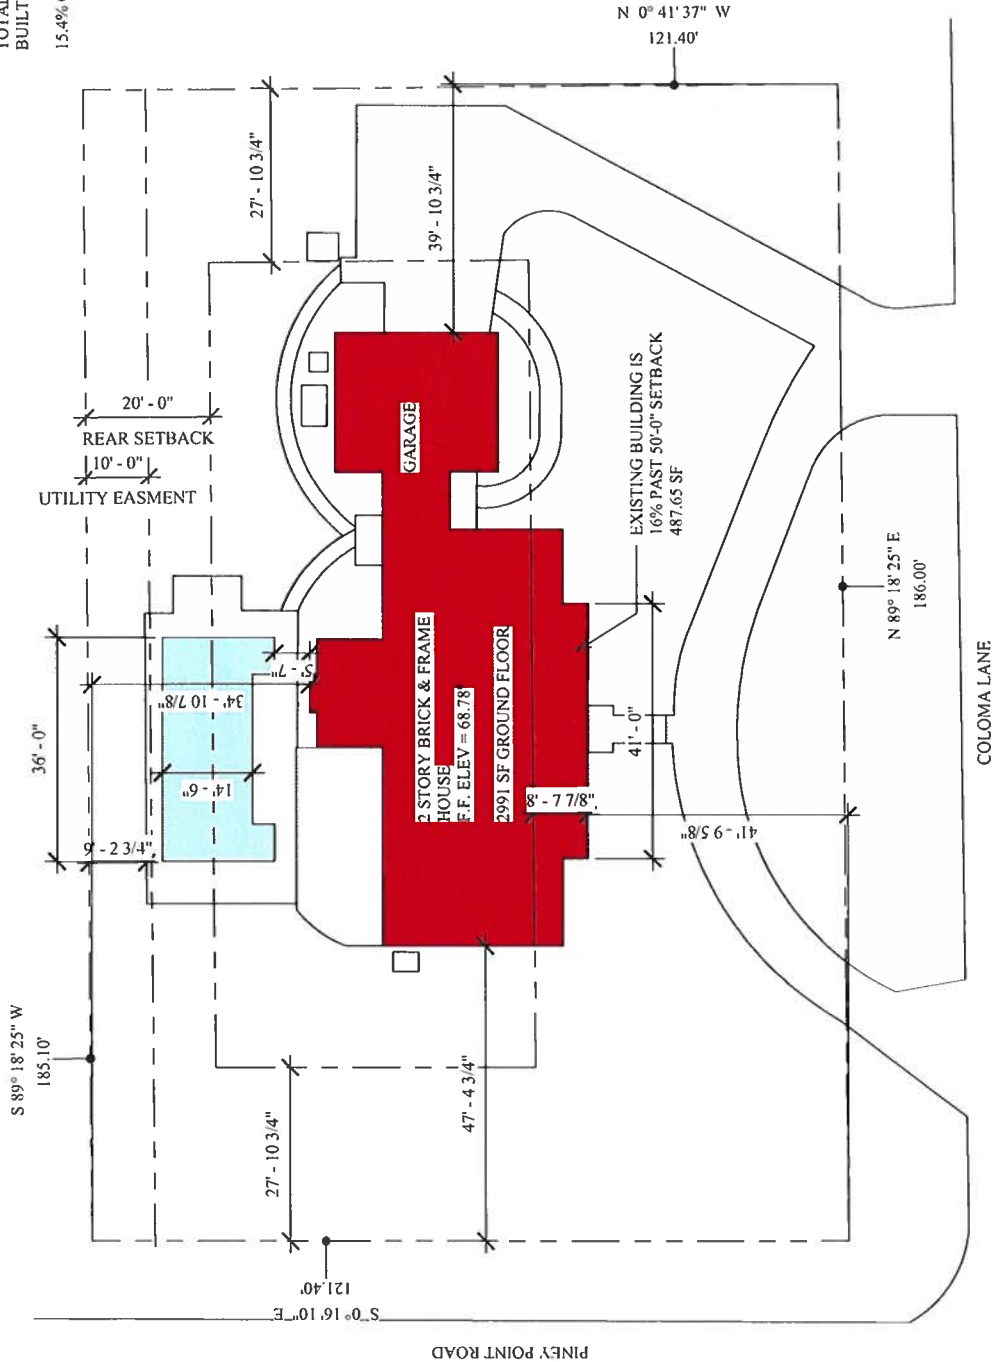 TOTAL
BUILT
15.4%
N 0° 41' 37" W
121.40'
27' - 10 3/4"
39' - 10 3/4"
20' - 0"
REAR SETBACK
10' - 0"
UTILITY EASMENT
GARAGE
EXISTING BUILDING IS
16% PAST 50'-0" SETBACK
487.65 SF
36' - 0"
34' - 10 7/8"
5' - 7"
14' - 6"
9' - 2 3/4"
2 STORY BRICK & FRAME
HOUSE
F.F. ELEV = 68.78'
2991 SF GROUND FLOOR
8' - 7 7/8"
41' - 0"
41' - 9 5/8"
N 89° 18' 25" E
186.00'
COLOMA LANE
S 89° 18' 25" W
185.10'
27' - 10 3/4"
47' - 4 3/4"
121.40'
S 0° 16' 10" E
PINEY POINT ROAD